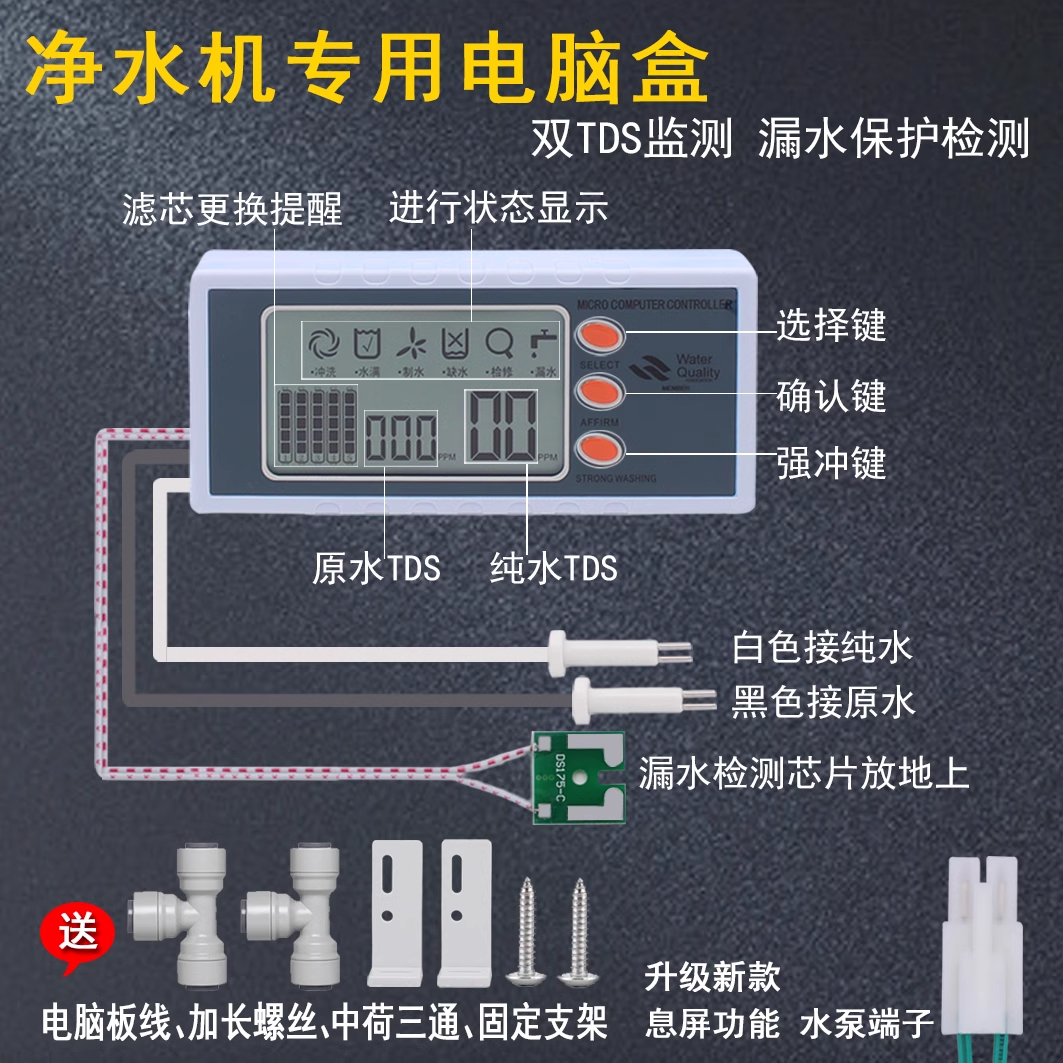 净水机专用电脑盒
双TDS监测 漏水保护检测
滤芯更换提醒
进行状态显示
MICRO COMPUTER CONTROLLER
·冲洗 ·水满 ·制水 ·缺水 ·检修 ·漏水
SELECT
Water
Quality
AFFIRM
STRONG WASHING
000 PPM
00 PPM
1 2 3 4 5
选择键
确认键
强冲键
原水TDS
纯水TDS
白色接纯水
黑色接原水
DS175-C
漏水检测芯片放地上
送
电脑板线、加长螺丝、中荷三通、固定支架
升级新款
息屏功能 水泵端子